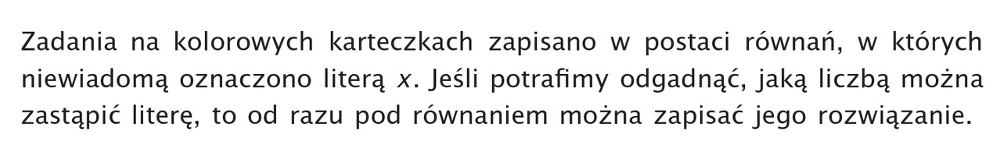 Zadania na kolorowych karteczkach zapisano w postaci równań, w których
niewiadomą oznaczono literą x. Jeśli potrafimy odgadnąć, jaką liczbą można
zastąpić literę, to od razu pod równaniem można zapisać jego rozwiązanie.